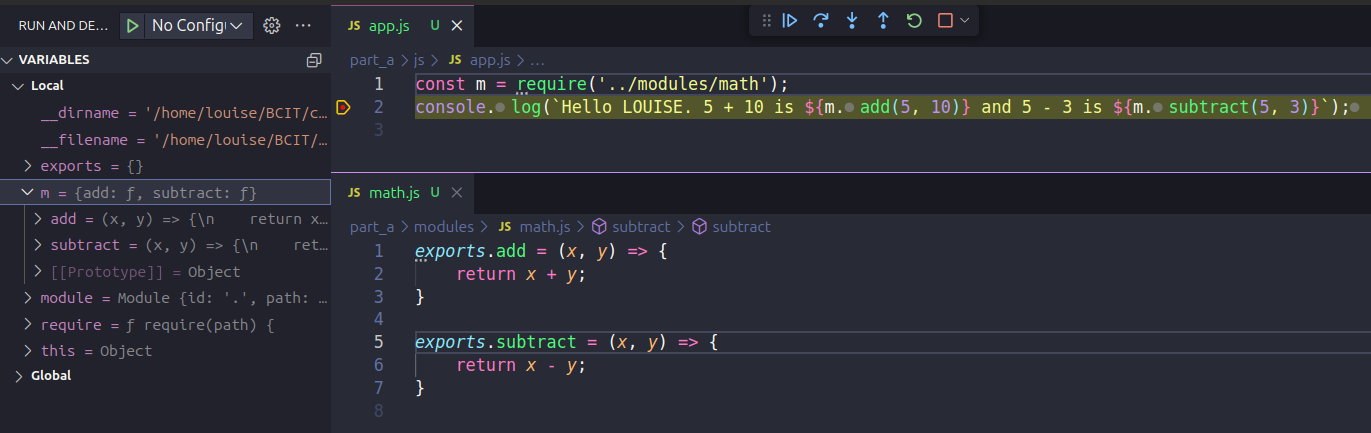 RUN AND DE... No Config
VARIABLES
Local
__dirname = '/home/louise/BCIT/c...
__filename = '/home/louise/BCIT/...
exports = {}
m = {add: ƒ, subtract: ƒ}
add = (x, y) => {\n    return x...
subtract = (x, y) => {\n    ret...
[[Prototype]] = Object
module = Module {id: '.', path: ...
require = ƒ require(path) {
this = Object
Global
JS app.js U
part_a > js > JS app.js > ...
1 const m = require('../modules/math');
2 console.log(`Hello LOUISE. 5 + 10 is ${m.add(5, 10)} and 5 - 3 is ${m.subtract(5, 3)}`);
3
JS math.js U
part_a > modules > JS math.js > subtract > subtract
1 exports.add = (x, y) => {
2     return x + y;
3 }
4
5 exports.subtract = (x, y) => {
6     return x - y;
7 }
8